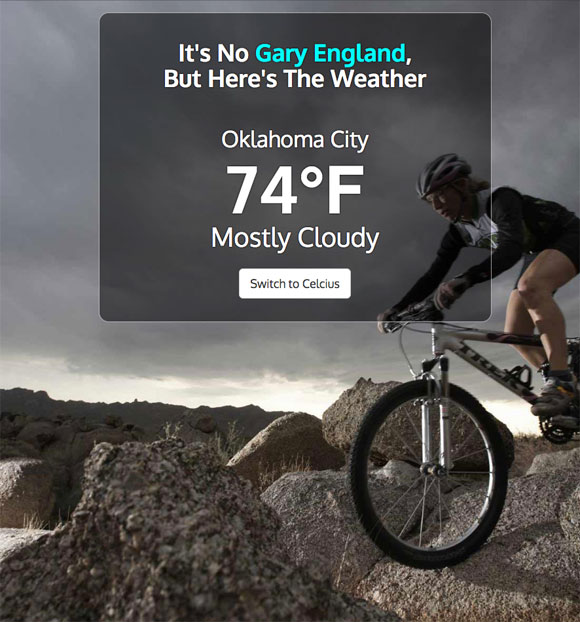 It's No Gary England,
But Here's The Weather
Oklahoma City
74°F
Mostly Cloudy
Switch to Celcius